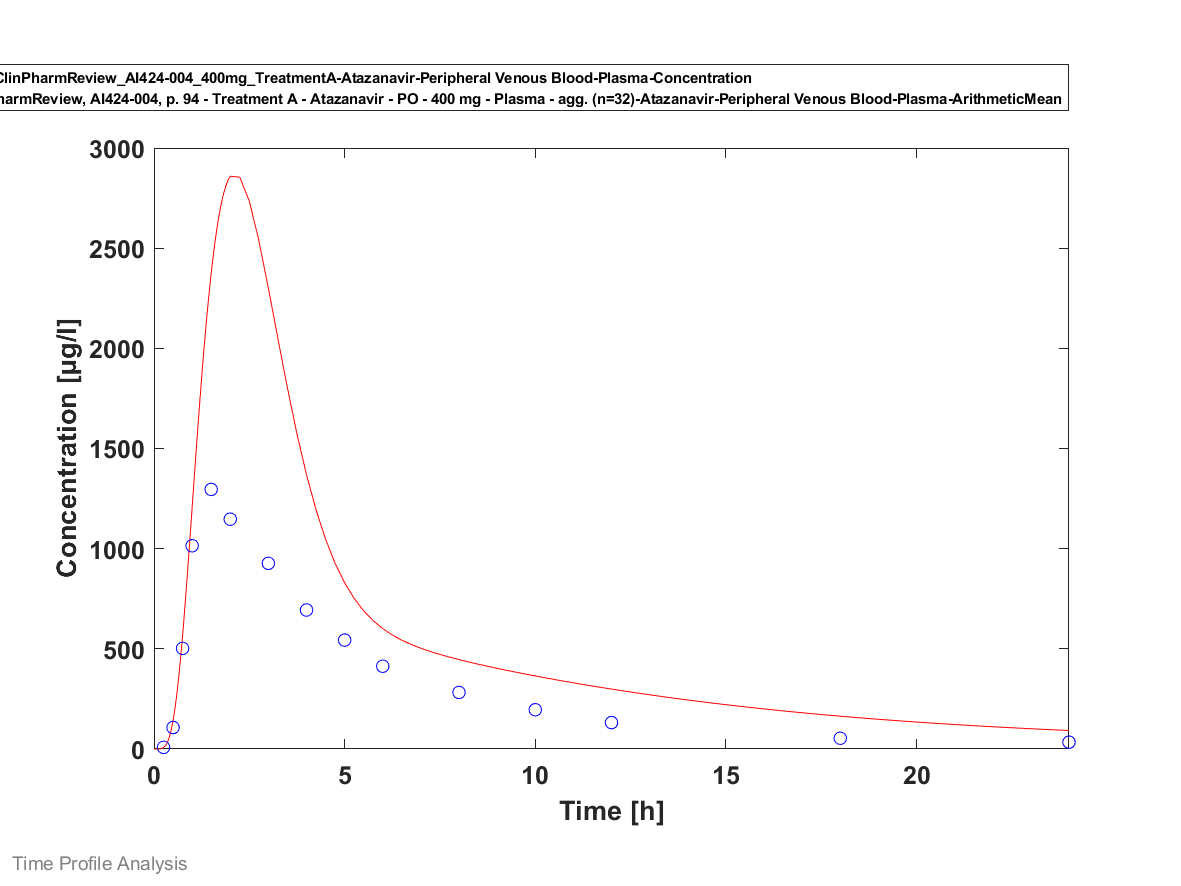 ClinPharmReview_AI424-004_400mg_TreatmentA-Atazanavir-Peripheral Venous Blood-Plasma-Concentration
harmReview, AI424-004, p. 94 - Treatment A - Atazanavir - PO - 400 mg - Plasma - agg. (n=32)-Atazanavir-Peripheral Venous Blood-Plasma-ArithmeticMean
3000
2500
2000
1500
1000
500
0
Concentration [µg/l]
0 5 10 15 20
Time [h]
Time Profile Analysis